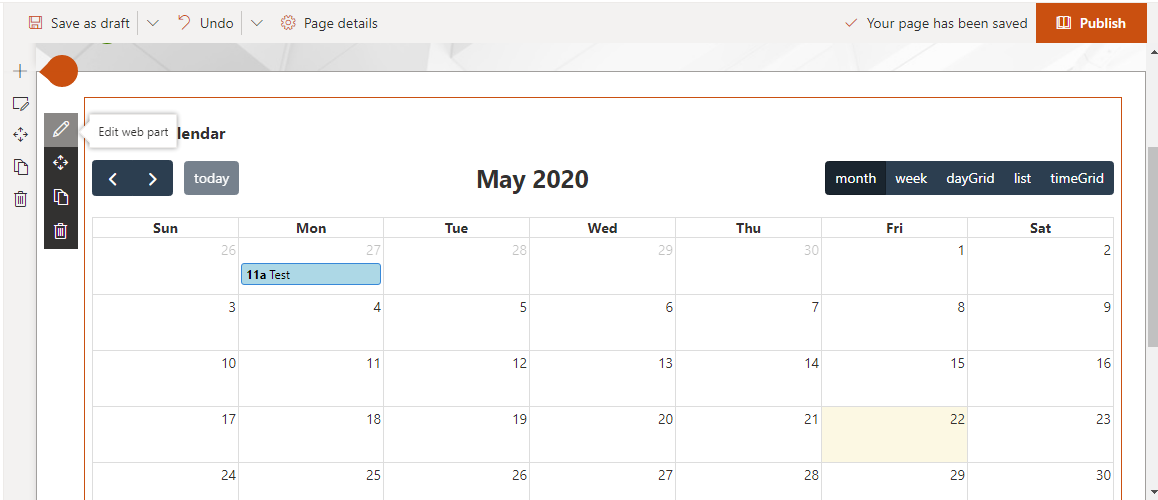 Save as draft Undo Page details Your page has been saved Publish
Edit web part lendar
today May 2020 month week dayGrid list timeGrid
Sun Mon Tue Wed Thu Fri Sat
26 27 28 29 30 1 2
11a Test
3 4 5 6 7 8 9
10 11 12 13 14 15 16
17 18 19 20 21 22 23
24 25 26 27 28 29 30